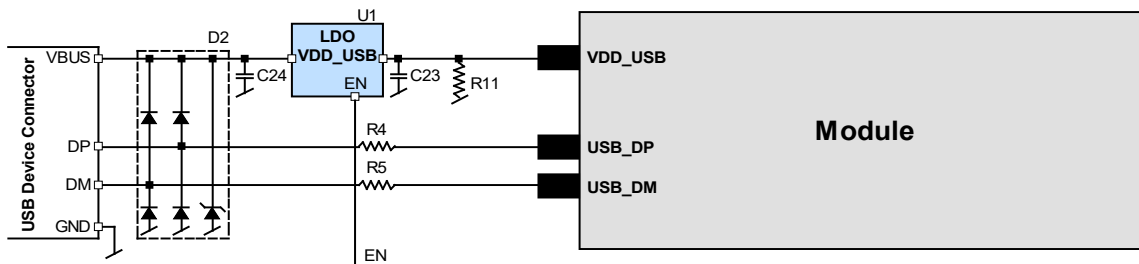 U1
D2
LDO
VDD_USB
VBUS
VDD_USB
C24
C23
R11
EN
USB Device Connector
Module
R4
DP
USB_DP
R5
DM
USB_DM
GND
EN